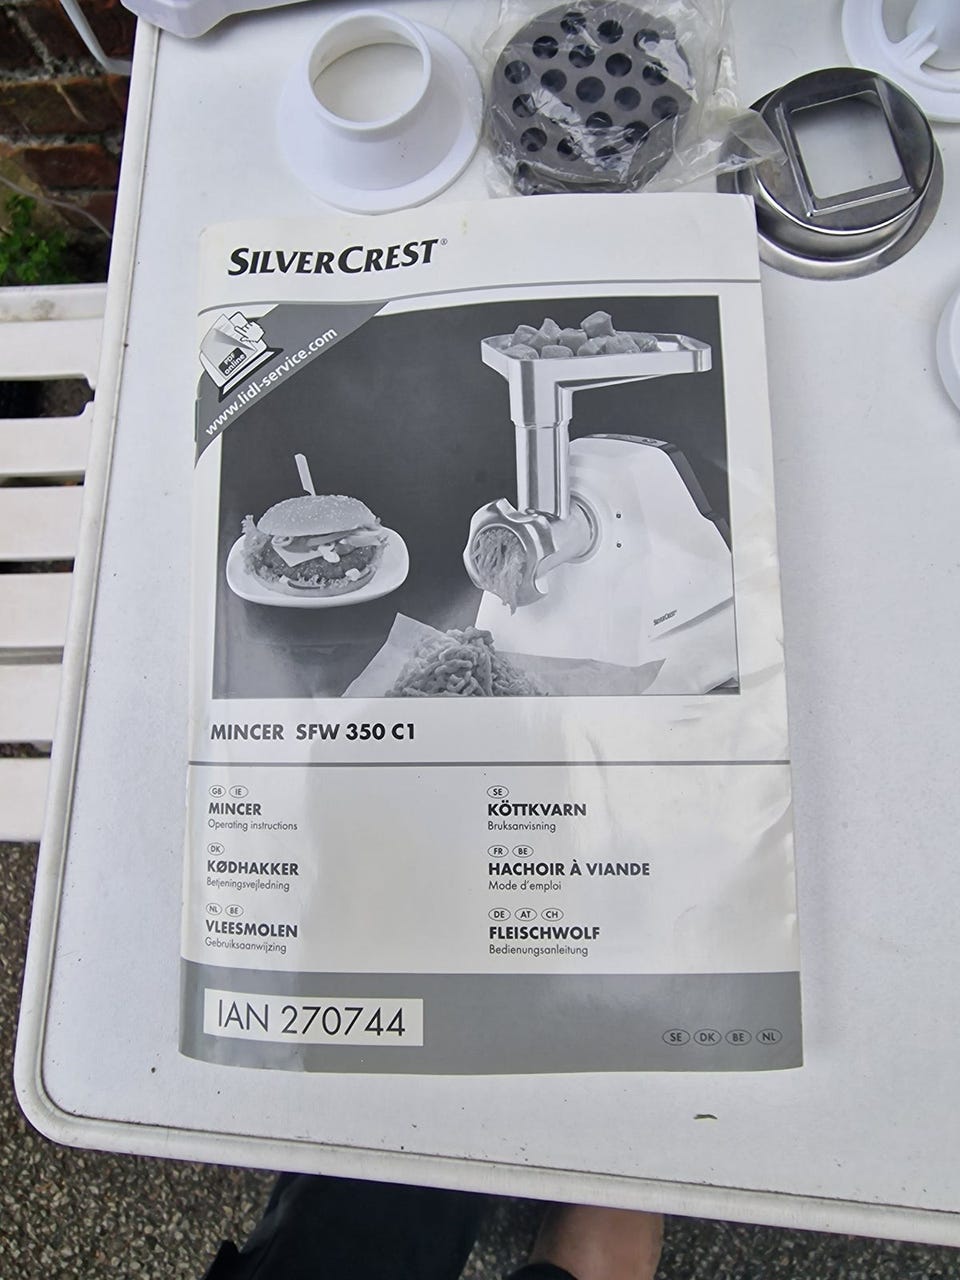 SILVERCREST®
PDF online
www.lidl-service.com
SILVERCREST®
MINCER SFW 350 C1
GB IE
MINCER
Operating instructions
DK
KØDHAKKER
Betjeningsvejledning
NL BE
VLEESMOLEN
Gebruiksaanwijzing
SE
KÖTTKVARN
Bruksanvisning
FR BE
HACHOIR À VIANDE
Mode d'emploi
DE AT CH
FLEISCHWOLF
Bedienungsanleitung
IAN 270744
SE DK BE NL